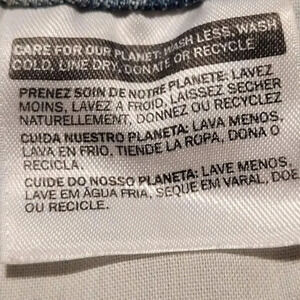 CARE FOR OUR PLANET: WASH LESS, WASH
COLD, LINE DRY, DONATE OR RECYCLE
PRENEZ SOIN DE NOTRE PLANETE: LAVEZ
MOINS, LAVEZ A FROID, LAISSEZ SECHER
NATURELLEMENT, DONNEZ OU RECYCLEZ
CUIDA NUESTRO PLANETA: LAVA MENOS,
LAVA EN FRIO, TIENDE LA ROPA, DONA O
RECICLA.
CUIDE DO NOSSO PLANETA: LAVE MENOS,
LAVE EM ÁGUA FRIA, SEQUE EM VARAL, DOE
OU RECICLE.